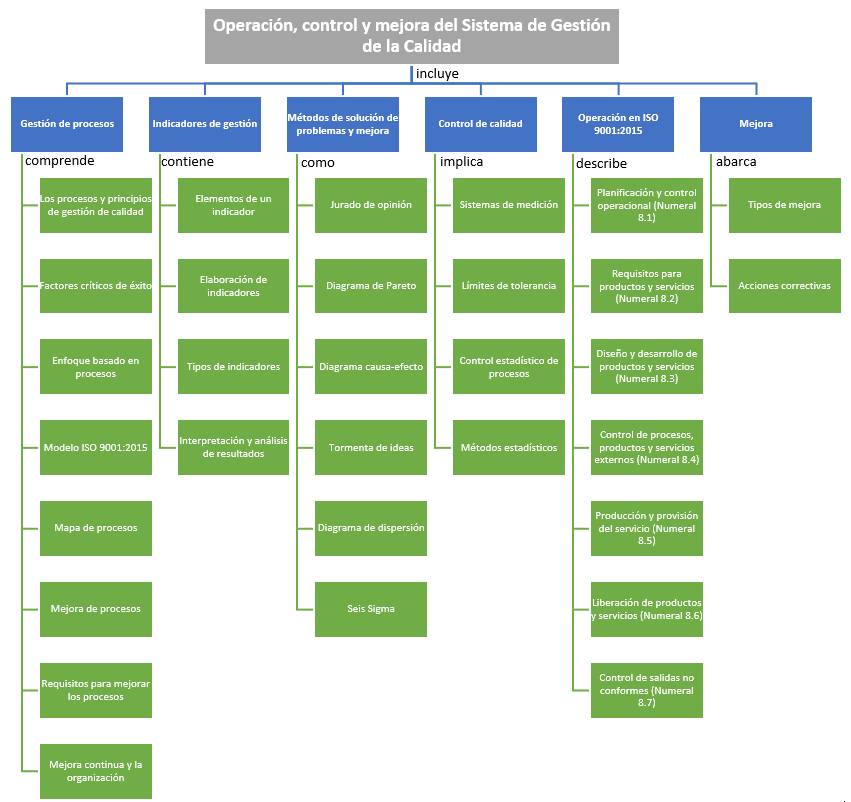 Operación, control y mejora del Sistema de Gestión
de la Calidad
incluye
Gestión de procesos
comprende
Los procesos y principios
de gestión de calidad
Factores críticos de éxito
Enfoque basado en
procesos
Modelo ISO 9001:2015
Mapa de procesos
Mejora de procesos
Requisitos para mejorar
los procesos
Mejora continua y la
organización
Indicadores de gestión
contiene
Elementos de un
indicador
Elaboración de
indicadores
Tipos de indicadores
Interpretación y análisis
de resultados
Métodos de solución de
problemas y mejora
como
Jurado de opinión
Diagrama de Pareto
Diagrama causa-efecto
Tormenta de ideas
Diagrama de dispersión
Seis Sigma
Control de calidad
implica
Sistemas de medición
Límites de tolerancia
Control estadístico de
procesos
Métodos estadísticos
Operación en ISO
9001:2015
describe
Planificación y control
operacional (Numeral
8.1)
Requisitos para
productos y servicios
(Numeral 8.2)
Diseño y desarrollo de
productos y servicios
(Numeral 8.3)
Control de procesos,
productos y servicios
externos (Numeral 8.4)
Producción y provisión
del servicio (Numeral
8.5)
Liberación de productos
y servicios (Numeral 8.6)
Control de salidas no
conformes (Numeral
8.7)
Mejora
abarca
Tipos de mejora
Acciones correctivas